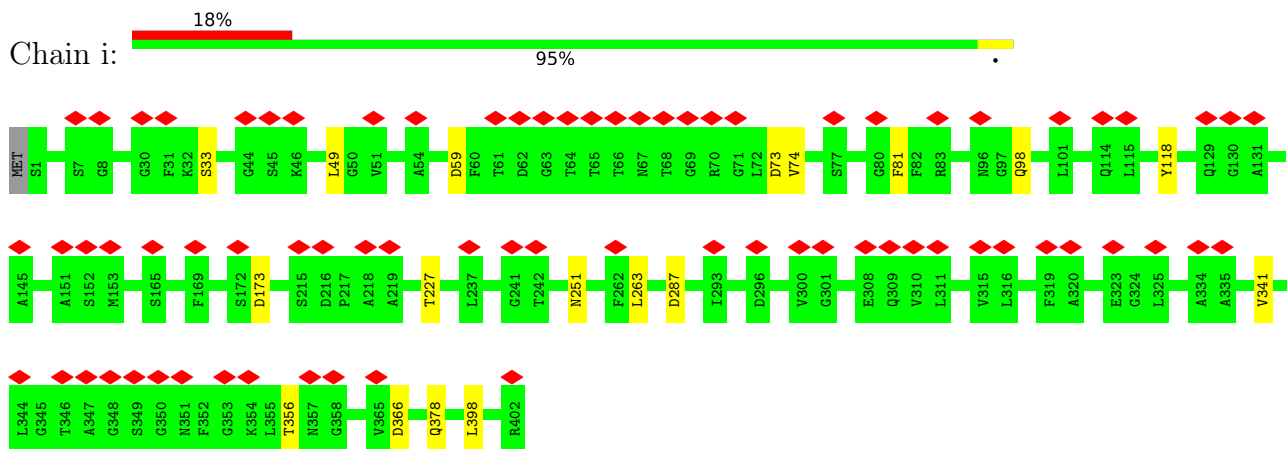 18%
Chain i:
95%
•
MET S1 S7 G8 G30 F31 K32 S33 G44 S45 K46 L49 G50 V51 A54 D59 F60 T61 D62 G63 T64 T65 T66 N67 T68 G69 R70 G71 L72 D73 V74 S77 G80 F81 F82 R83 N96 G97 Q98 L101 Q114 L115 Y118 Q129 G130 A131
A145 A151 S152 M153 S165 F169 S172 D173 S215 D216 P217 A218 A219 T227 L237 G241 T242 N251 F262 L263 D287 I293 D296 V300 G301 E308 Q309 V310 L311 V315 L316 F319 A320 E323 G324 L325 A334 A335 V341
L344 G345 T346 A347 G348 S349 G350 N351 F352 G353 K354 L355 T356 N357 G358 V365 D366 Q378 L398 R402